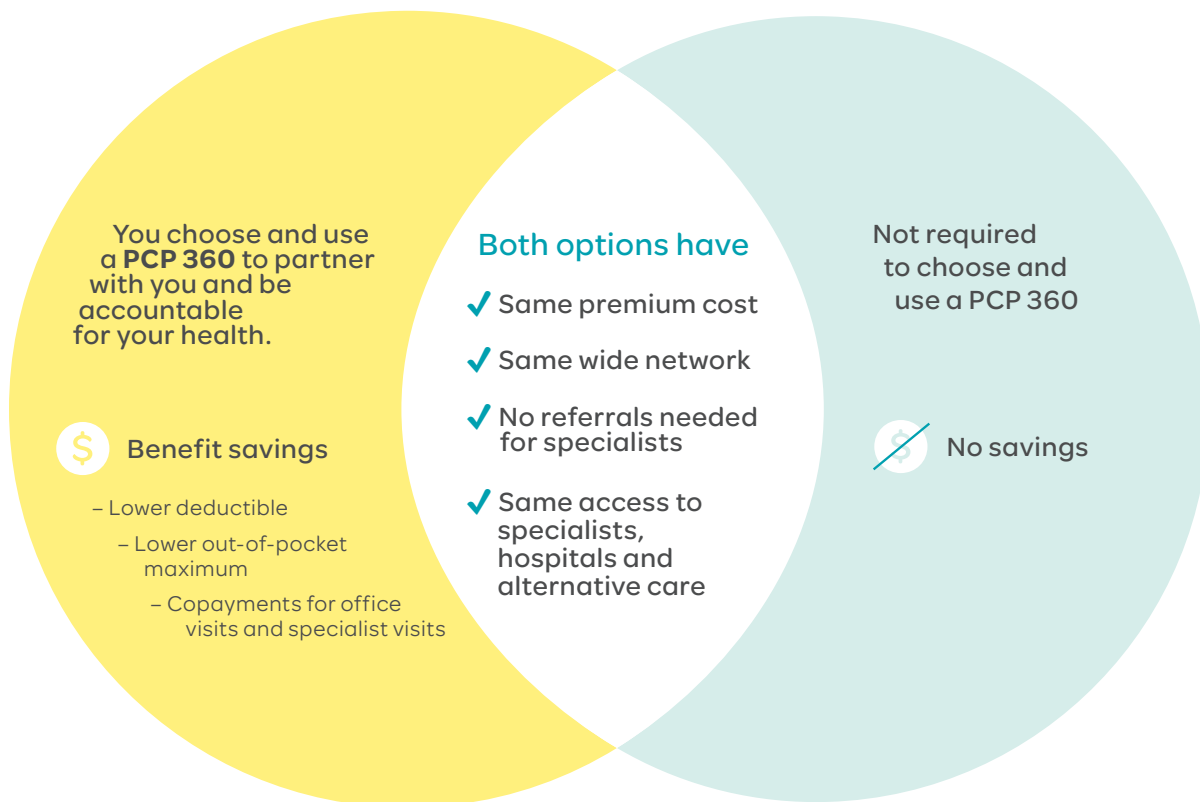 You choose and use
a PCP 360 to partner
with you and be
accountable
for your health.
$ Benefit savings
– Lower deductible
– Lower out-of-pocket
maximum
– Copayments for office
visits and specialist visits
Both options have
Same premium cost
Same wide network
No referrals needed
for specialists
Same access to
specialists,
hospitals and
alternative care
Not required
to choose and
use a PCP 360
$ No savings